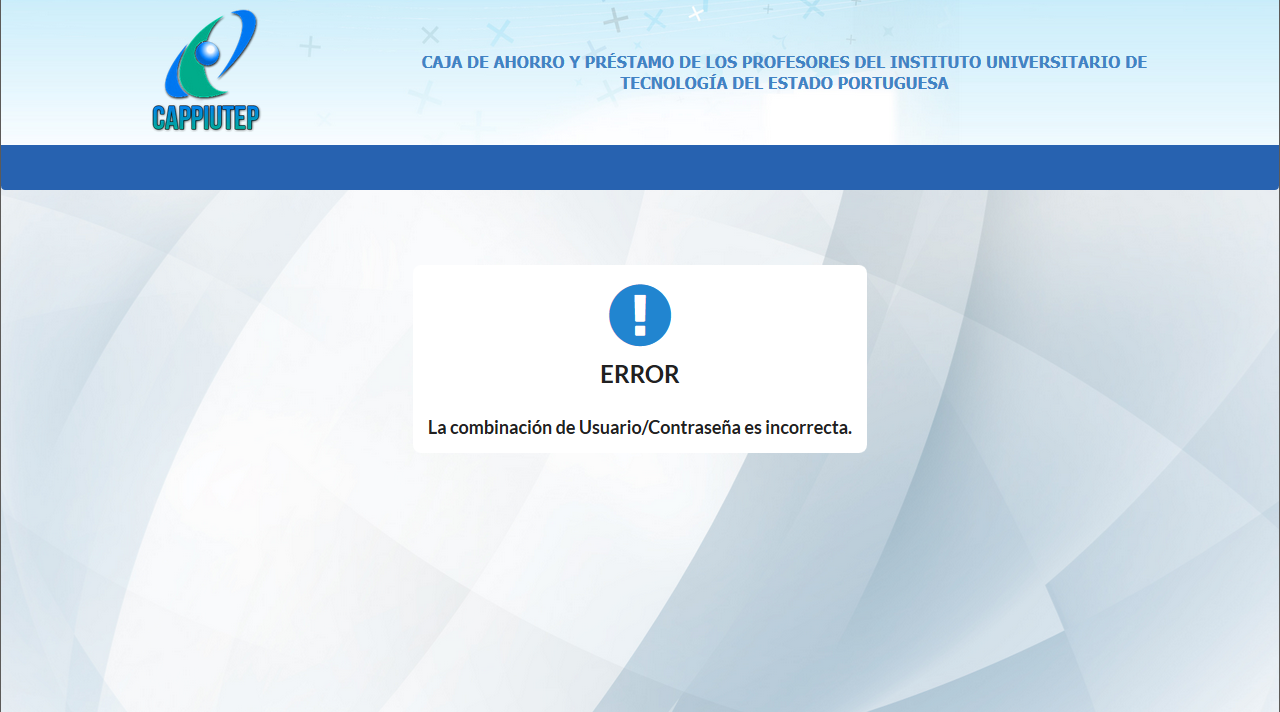 CAPPIUTEP
CAJA DE AHORRO Y PRÉSTAMO DE LOS PROFESORES DEL INSTITUTO UNIVERSITARIO DE
TECNOLOGÍA DEL ESTADO PORTUGUESA
ERROR
La combinación de Usuario/Contraseña es incorrecta.